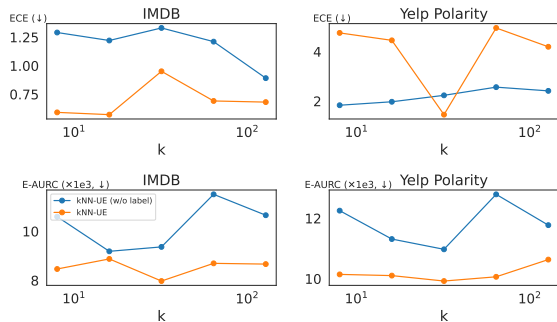 ECE (↓) IMDB
1.25
1.00
0.75
10¹ 10²
k
ECE (↓) Yelp Polarity
4
2
10¹ 10²
k
E-AURC (×1e3, ↓) IMDB
kNN-UE (w/o label)
kNN-UE
10
8
10¹ 10²
k
E-AURC (×1e3, ↓) Yelp Polarity
12
10
10¹ 10²
k